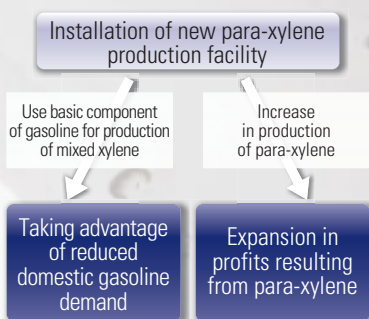 Installation of new para-xylene
production facility
Use basic component
of gasoline for production
of mixed xylene
Increase
in production
of para-xylene
Taking advantage
of reduced
domestic gasoline
demand
Expansion in
profits resulting
from para-xylene